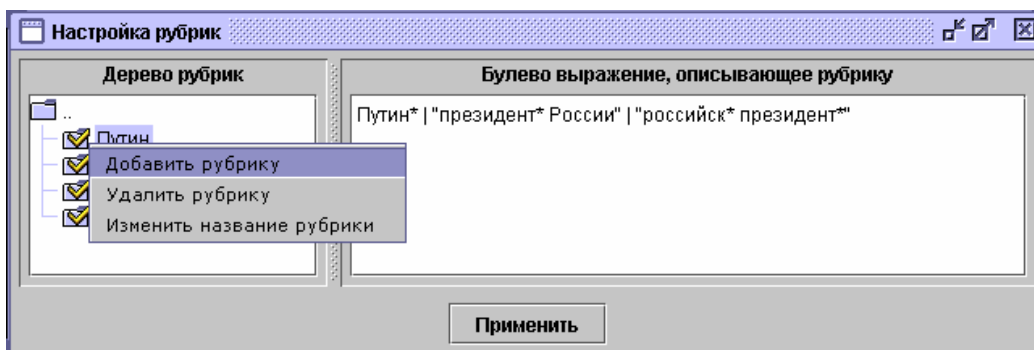 Настройка рубрик
Дерево рубрик
Булево выражение, описывающее рубрику
..
Путин
Путин* | "президент* России" | "российск* президент*"
Добавить рубрику
Удалить рубрику
Изменить название рубрики
Применить